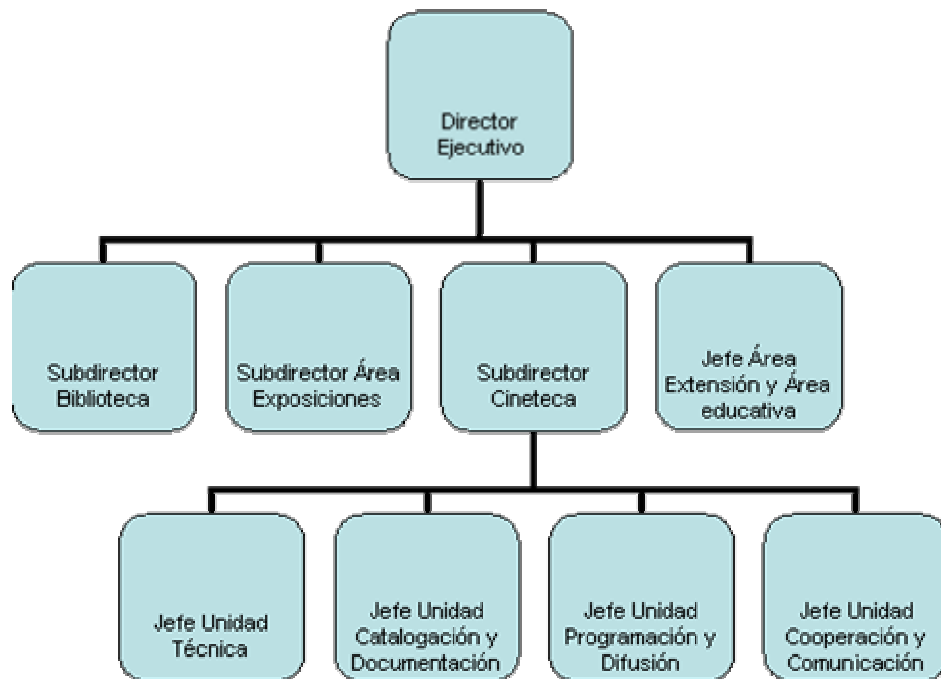 Director
Ejecutivo
Subdirector
Biblioteca
Subdirector Área
Exposiciones
Subdirector
Cineteca
Jefe Área
Extensión y Área
educativa
Jefe Unidad
Técnica
Jefe Unidad
Catalogación y
Documentación
Jefe Unidad
Programación y
Difusión
Jefe Unidad
Cooperación y
Comunicación